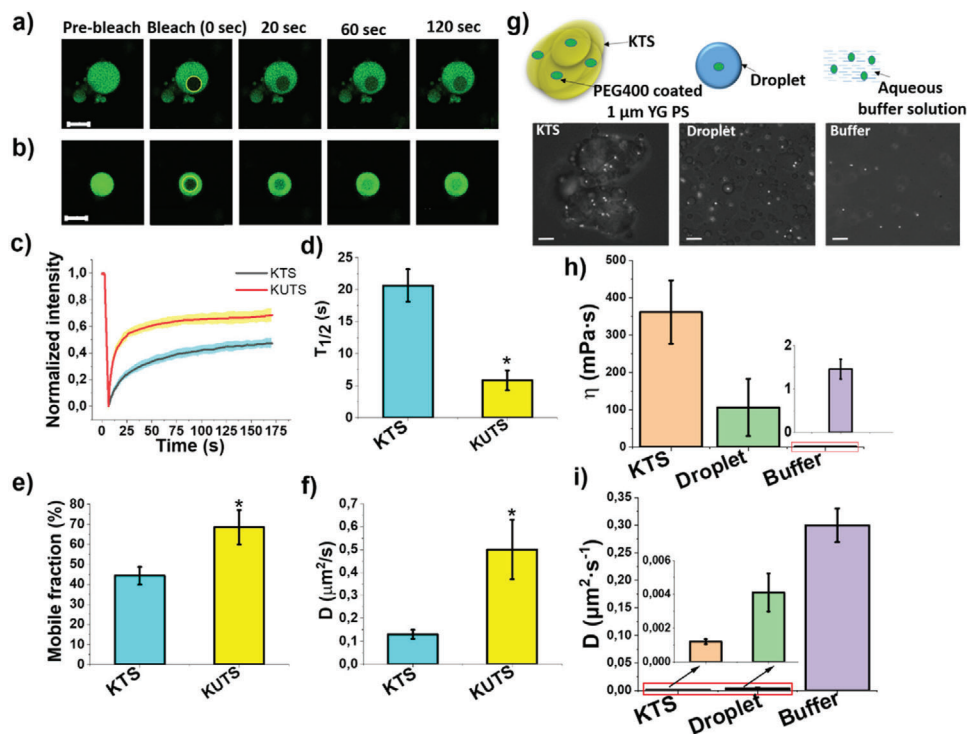 a)
Pre-bleach Bleach (0 sec) 20 sec 60 sec 120 sec
b)
c)
Normalized intensity
1,0
0,8
0,6
0,4
0,2
0,0
KTS
KUTS
0 25 50 75 100 125 150 175
Time (s)
d)
T1/2 (s)
25
20
15
10
5
0
*
KTS KUTS
e)
Mobile fraction (%)
80
70
60
50
40
30
20
10
0
*
KTS KUTS
f)
D (µm²/s)
0,7
0,6
0,5
0,4
0,3
0,2
0,1
0,0
*
KTS KUTS
g)
KTS
PEG400 coated
1 µm YG PS
Droplet
Aqueous
buffer solution
KTS Droplet Buffer
h)
η (mPa·s)
500
400
300
200
100
0
2
1
0
KTS Droplet Buffer
i)
D (µm²·s⁻¹)
0,35
0,30
0,25
0,20
0,15
0,10
0,05
0,00
0,006
0,004
0,002
0,000
KTS Droplet Buffer